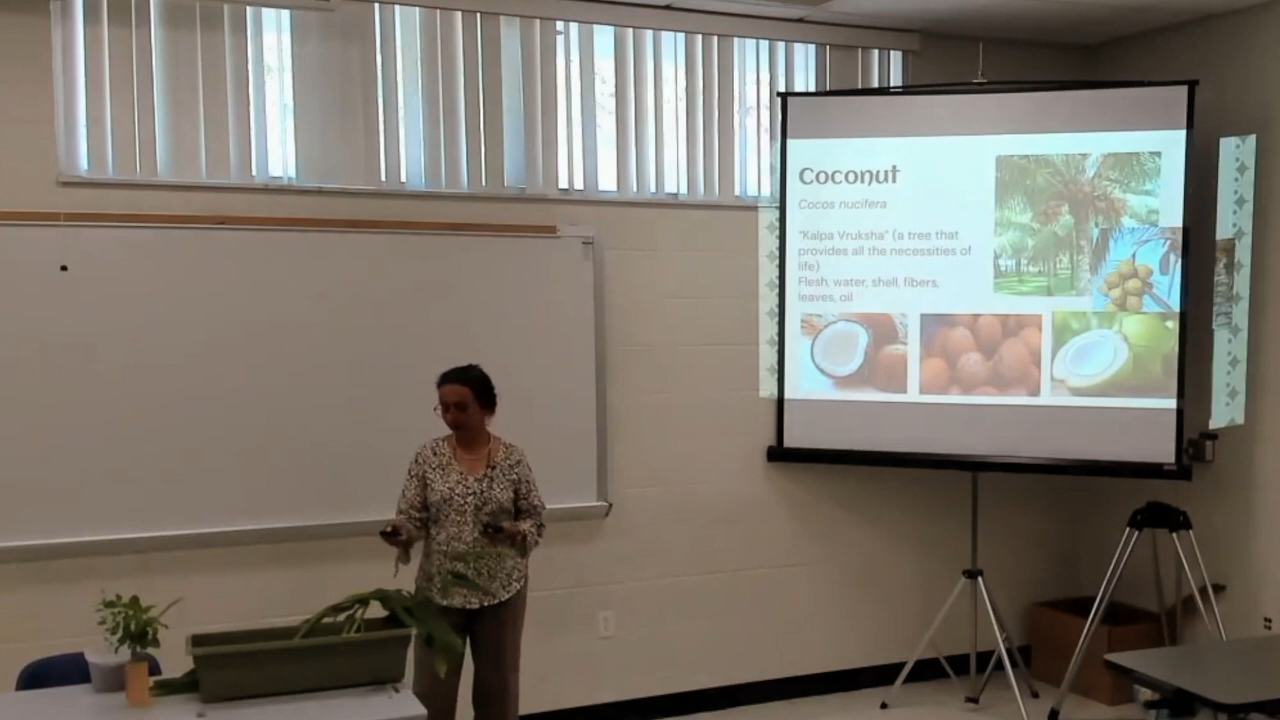 Coconut
Cocos nucifera
"Kalpa Vruksha" (a tree that
provides all the necessities of
life)
Flesh, water, shell, fibers,
leaves, oil